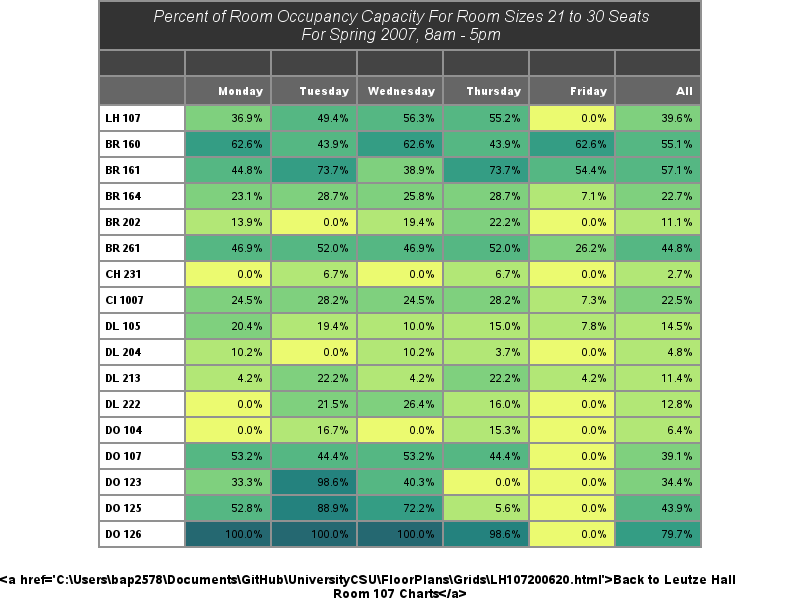 Percent of Room Occupancy Capacity For Room Sizes 21 to 30 Seats
For Spring 2007, 8am - 5pm
Monday Tuesday Wednesday Thursday Friday All
LH 107 36.9% 49.4% 56.3% 55.2% 0.0% 39.6%
BR 160 62.6% 43.9% 62.6% 43.9% 62.6% 55.1%
BR 161 44.8% 73.7% 38.9% 73.7% 54.4% 57.1%
BR 164 23.1% 28.7% 25.8% 28.7% 7.1% 22.7%
BR 202 13.9% 0.0% 19.4% 22.2% 0.0% 11.1%
BR 261 46.9% 52.0% 46.9% 52.0% 26.2% 44.8%
CH 231 0.0% 6.7% 0.0% 6.7% 0.0% 2.7%
CI 1007 24.5% 28.2% 24.5% 28.2% 7.3% 22.5%
DL 105 20.4% 19.4% 10.0% 15.0% 7.8% 14.5%
DL 204 10.2% 0.0% 10.2% 3.7% 0.0% 4.8%
DL 213 4.2% 22.2% 4.2% 22.2% 4.2% 11.4%
DL 222 0.0% 21.5% 26.4% 16.0% 0.0% 12.8%
DO 104 0.0% 16.7% 0.0% 15.3% 0.0% 6.4%
DO 107 53.2% 44.4% 53.2% 44.4% 0.0% 39.1%
DO 123 33.3% 98.6% 40.3% 0.0% 0.0% 34.4%
DO 125 52.8% 88.9% 72.2% 5.6% 0.0% 43.9%
DO 126 100.0% 100.0% 100.0% 98.6% 0.0% 79.7%
<a href='C:\Users\bap2578\Documents\GitHub\UniversityCSU\FloorPlans\Grids\LH107200620.html'>Back to Leutze Hall
Room 107 Charts</a>